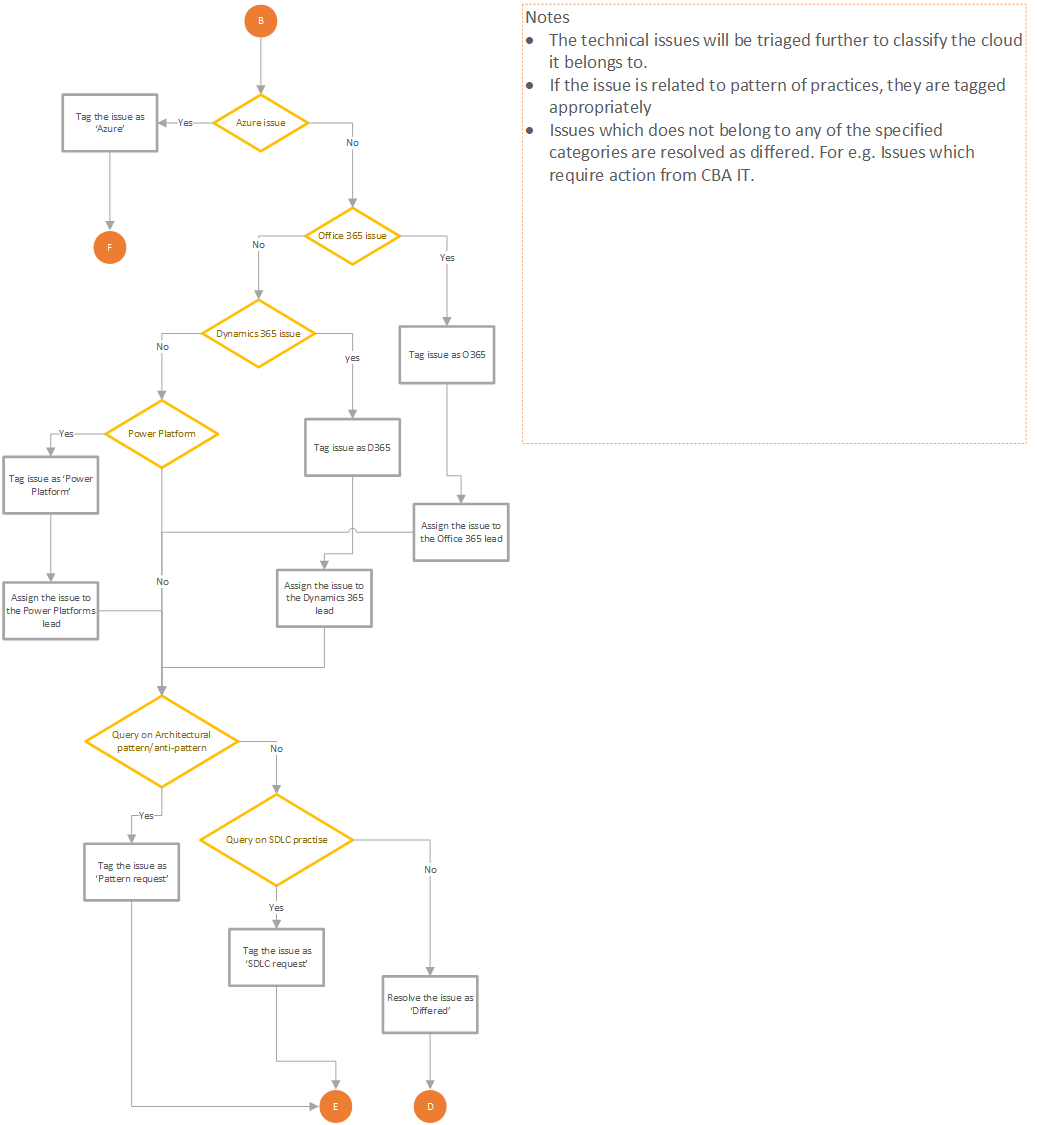 B
Notes
● The technical issues will be triaged further to classify the cloud
it belongs to.
● If the issue is related to pattern of practices, they are tagged
appropriately
● Issues which does not belong to any of the specified
categories are resolved as differed. For e.g. Issues which
require action from CBA IT.
Azure issue
Yes
Tag the issue as
‘Azure’
No
F
Office 365 issue
No
Yes
Dynamics 365 issue
No
yes
Tag issue as O365
Power Platform
Yes
Tag issue as D365
Tag issue as ‘Power
Platform’
Assign the issue to
the Office 365 lead
No
Assign the issue to
the Power Platforms
lead
Assign the issue to
the Dynamics 365
lead
Query on Architectural
pattern/anti-pattern
No
Yes
Query on SDLC practise
Tag the issue as
‘Pattern request’
No
Yes
Tag the issue as
‘SDLC request’
Resolve the issue as
‘Differed’
E
D